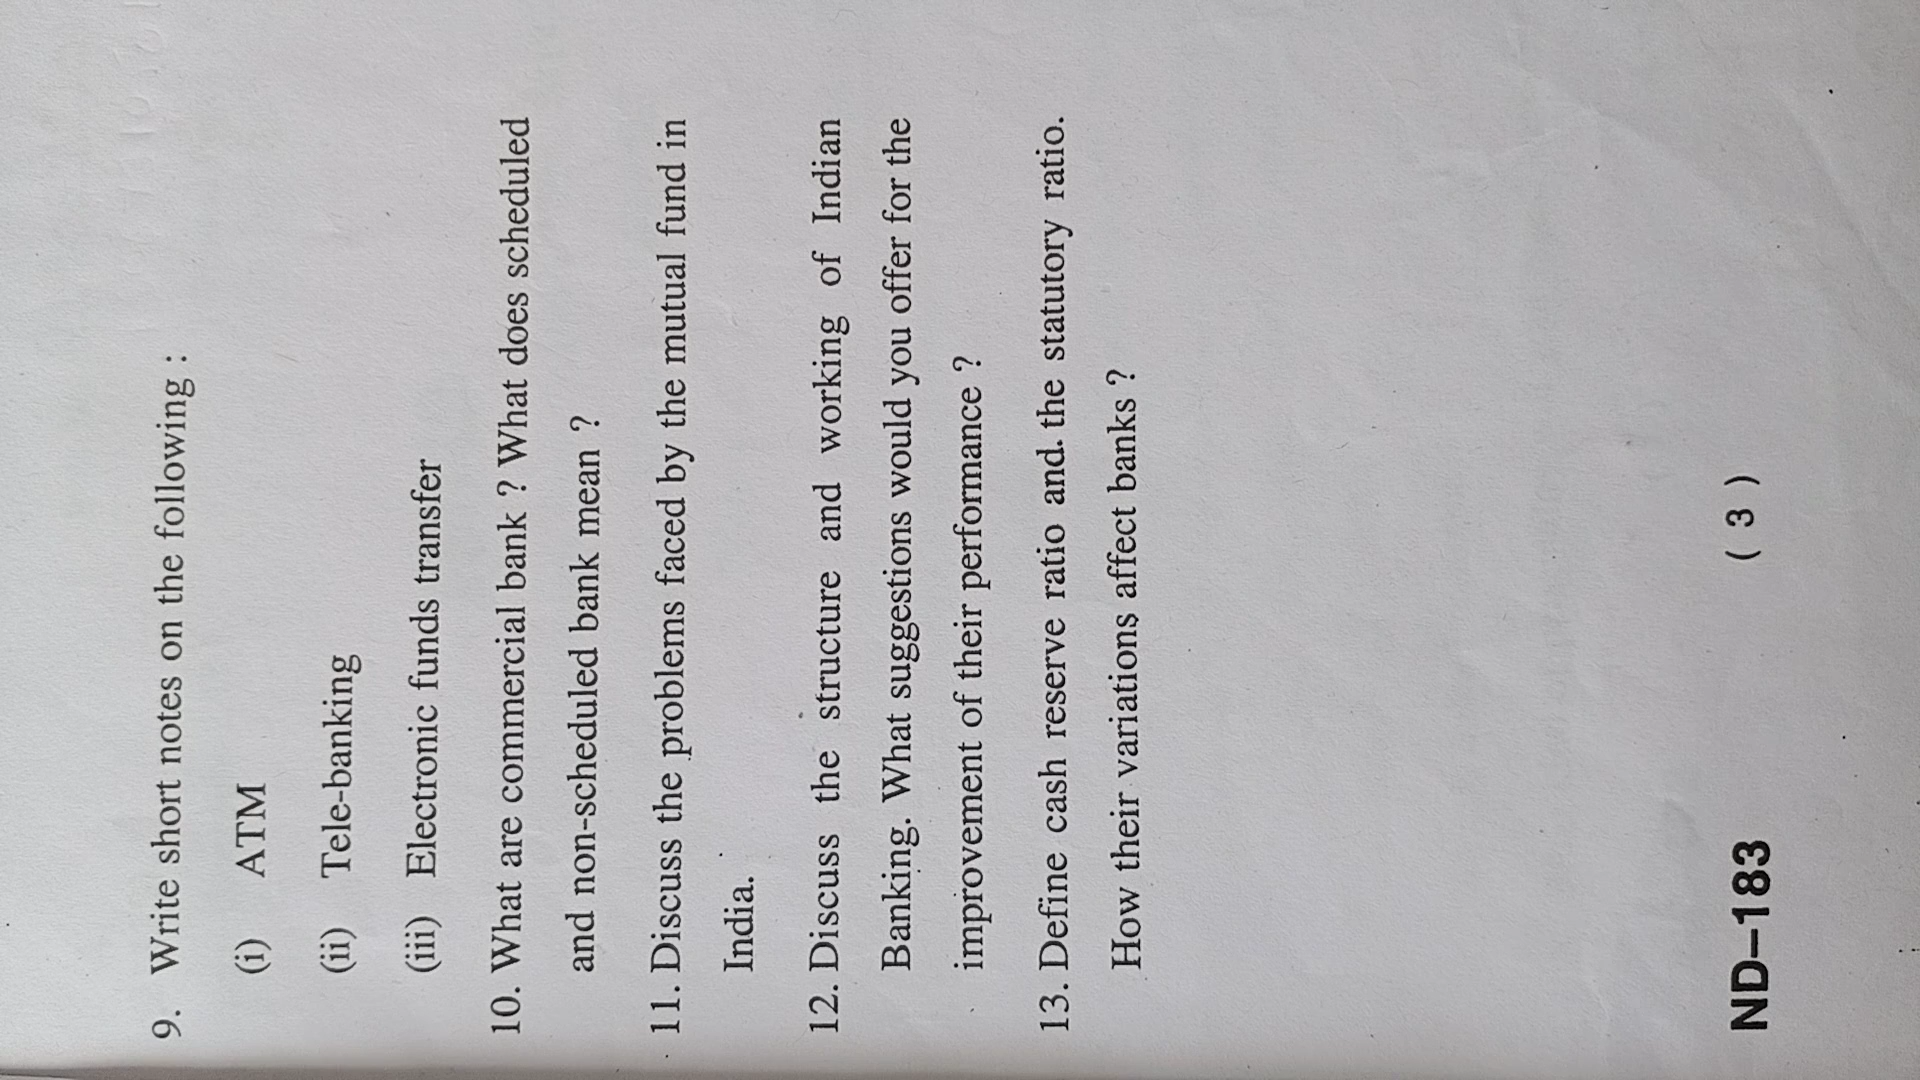 9. Write short notes on the following :
(i) ATM
(ii) Tele-banking
(iii) Electronic funds transfer
10. What are commercial bank ? What does scheduled
and non-scheduled bank mean ?
11. Discuss the problems faced by the mutual fund in
India.
12. Discuss the structure and working of Indian
Banking. What suggestions would you offer for the
improvement of their performance ?
13. Define cash reserve ratio and the statutory ratio.
How their variations affect banks ?
ND–183 ( 3 )